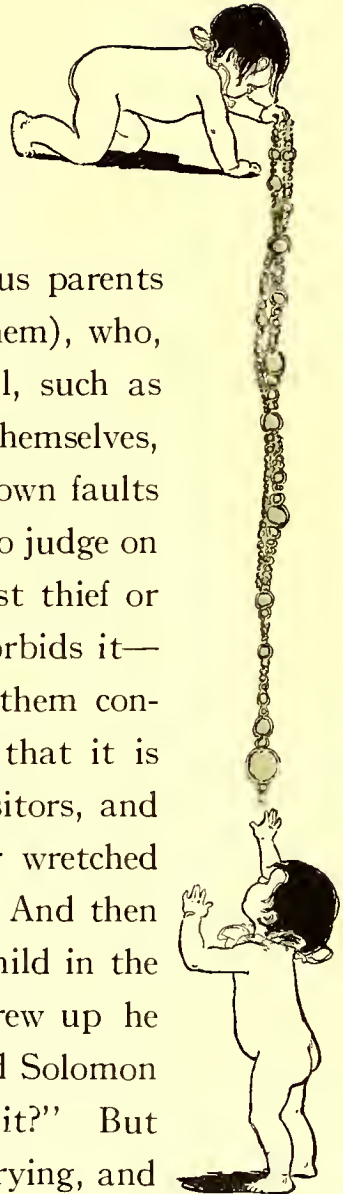 us parents
em), who,
l, such as
hemselves,
own faults
o judge on
st thief or
orbids it—
them con-
that it is
sitors, and
wretched
And then
hild in the
rew up he
d Solomon
it?" But
rying, and